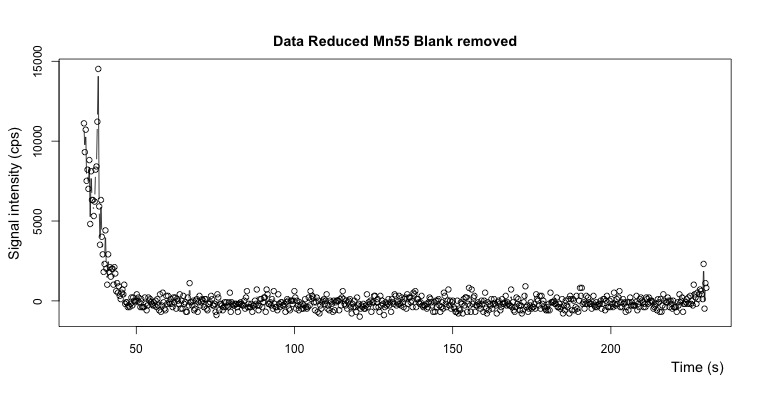 Data Reduced Mn55 Blank removed
Signal intensity (cps)
15000
10000
5000
0
50
100
150
200
Time (s)